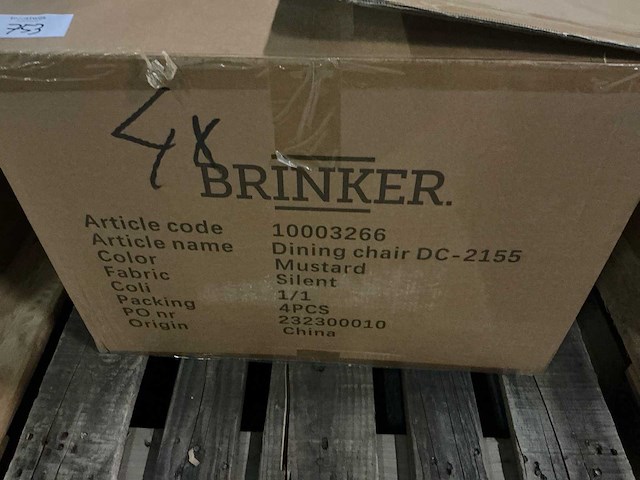 753
4x
BRINKER.
Article code 10003266
Article name Dining chair DC-2155
Color Mustard
Fabric Silent
Coli 1/1
Packing 4PCS
PO nr 232300010
Origin China